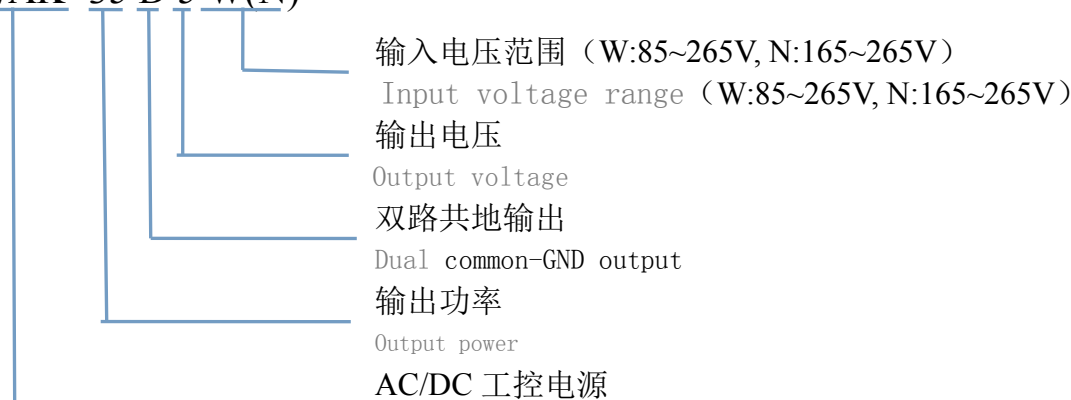 输入电压范围（W:85~265V, N:165~265V）
Input voltage range（W:85~265V, N:165~265V）
输出电压
Output voltage
双路共地输出
Dual common-GND output
输出功率
Output power
AC/DC 工控电源